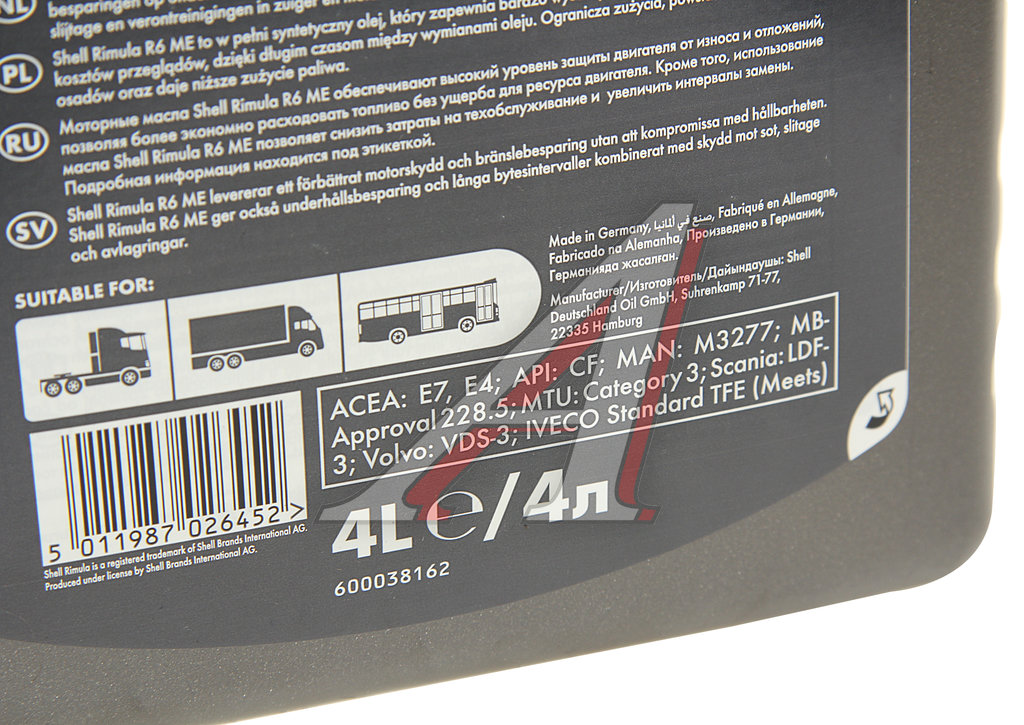 NL
besparingen op
slijtage en verontreinigingen in zuiger en
PL
Shell Rimula R6 ME to w pełni syntetyczny olej, który zapewnia bardzo
kosztów przeglądów, dzięki długim czasom między wymianami oleju. Ogranicza zużycia,
osadów oraz daje niższe zużycie paliwa.
RU
Моторные масла Shell Rimula R6 ME обеспечивают высокий уровень защиты двигателя от износа и отложений,
позволяя более экономно расходовать топливо без ущерба для ресурса двигателя. Кроме того, использование
масла Shell Rimula R6 ME позволяет снизить затраты на техобслуживание и увеличить интервалы замены.
Подробная информация находится под этикеткой.
SV
Shell Rimula R6 ME levererar ett förbättrat motorskydd och bränslebesparing utan att kompromissa med hållbarheten.
Shell Rimula R6 ME ger också underhållsbesparing och långa bytesintervaller kombinerat med skydd mot sot, slitage
och avlagringar.
SUITABLE FOR:
Made in Germany, صنع في ألمانيا, Fabriqué en Allemagne,
Fabricado na Alemanha, Произведено в Германии,
Германияда жасалған.
Manufacturer/Изготовитель/Дайындаушы: Shell
Deutschland Oil GmbH, Suhrenkamp 71-77,
22335 Hamburg
ACEA: E7, E4; API: CF; MAN: M3277; MB-
Approval 228.5; MTU: Category 3; Scania: LDF-
3; Volvo: VDS-3; IVECO Standard TFE (Meets)
5 011987 026452 >
Shell Rimula is a registered trademark of Shell Brands International AG.
Produced under license by Shell Brands International AG.
4L e/4л
600038162